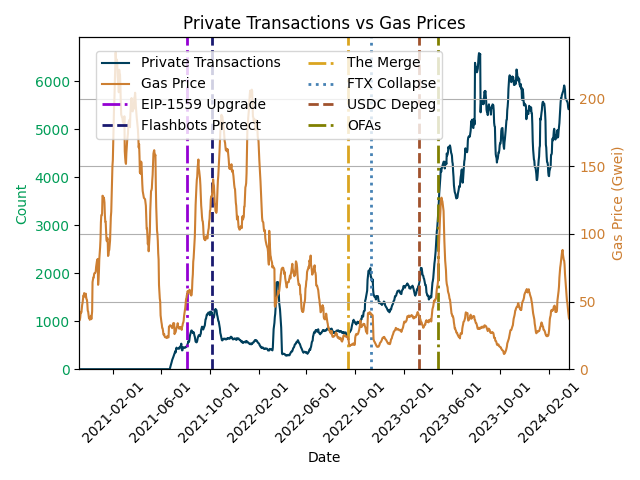 Private Transactions vs Gas Prices
Private Transactions
Gas Price
EIP-1559 Upgrade
Flashbots Protect
The Merge
FTX Collapse
USDC Depeg
OFAs
Count
6000
5000
4000
3000
2000
1000
0
Gas Price (Gwei)
200
150
100
50
0
2021-02-01
2021-06-01
2021-10-01
2022-02-01
2022-06-01
2022-10-01
2023-02-01
2023-06-01
2023-10-01
2024-02-01
Date